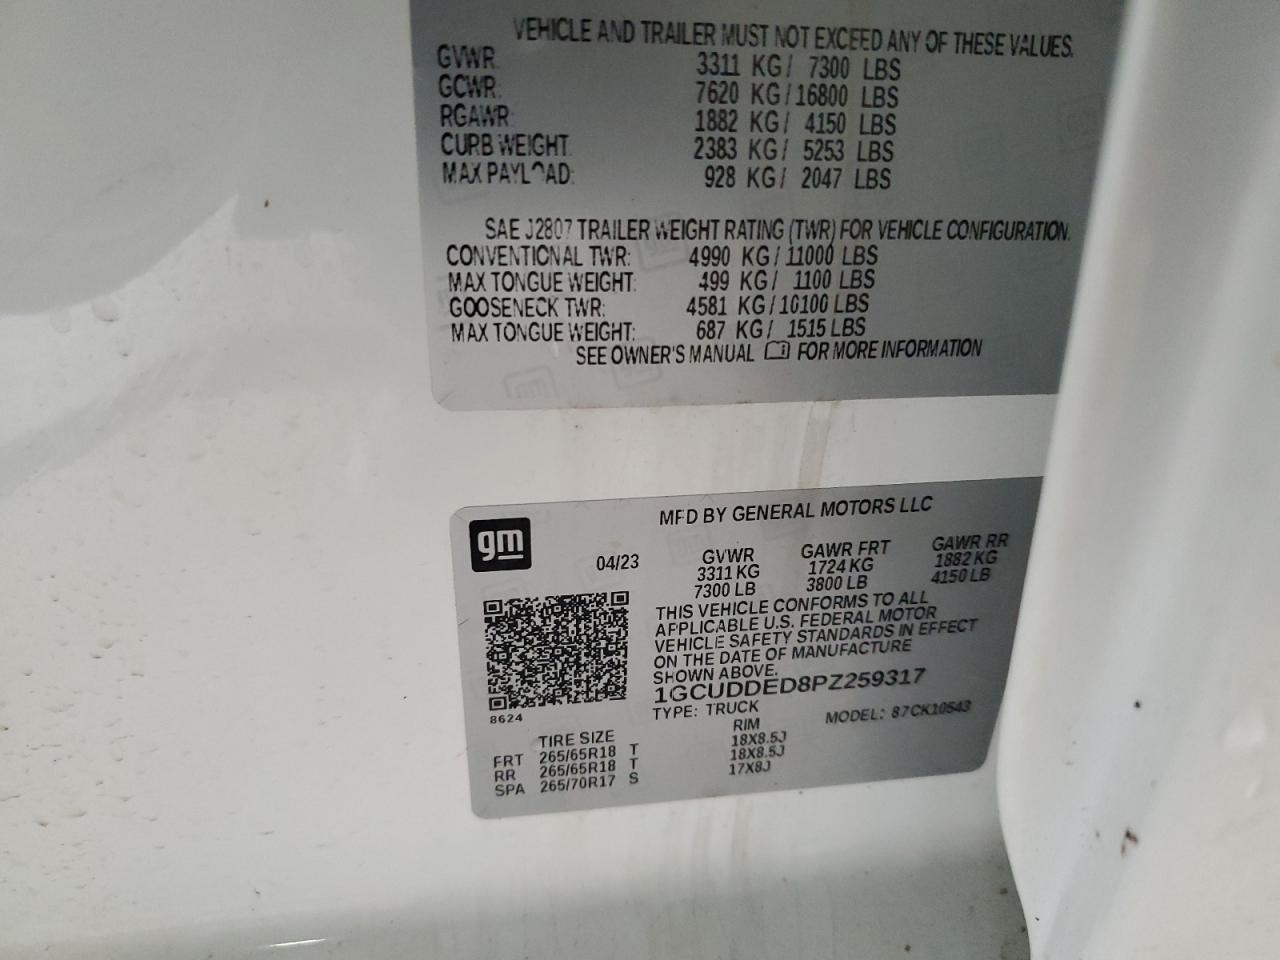 VEHICLE AND TRAILER MUST NOT EXCEED ANY OF THESE VALUES.
GVWR: 3311 KG/ 7300 LBS
GCWR: 7620 KG/16800 LBS
RGAWR: 1882 KG/ 4150 LBS
CURB WEIGHT: 2383 KG/ 5253 LBS
MAX PAYLOAD: 928 KG/ 2047 LBS
SAE J2807 TRAILER WEIGHT RATING (TWR) FOR VEHICLE CONFIGURATION.
CONVENTIONAL TWR: 4990 KG/11000 LBS
MAX TONGUE WEIGHT: 499 KG/ 1100 LBS
GOOSENECK TWR: 4581 KG/10100 LBS
MAX TONGUE WEIGHT: 687 KG/ 1515 LBS
SEE OWNER'S MANUAL FOR MORE INFORMATION
gm
MFD BY GENERAL MOTORS LLC
04/23 GVWR GAWR FRT GAWR RR
3311 KG 1724 KG 1882 KG
7300 LB 3800 LB 4150 LB
THIS VEHICLE CONFORMS TO ALL
APPLICABLE U.S. FEDERAL MOTOR
VEHICLE SAFETY STANDARDS IN EFFECT
ON THE DATE OF MANUFACTURE
SHOWN ABOVE.
1GCUDDED8PZ259317
8624
TYPE: TRUCK MODEL: 87CK10543
TIRE SIZE RIM
FRT 265/65R18 T 18X8.5J
RR 265/65R18 T 18X8.5J
SPA 265/70R17 S 17X8J